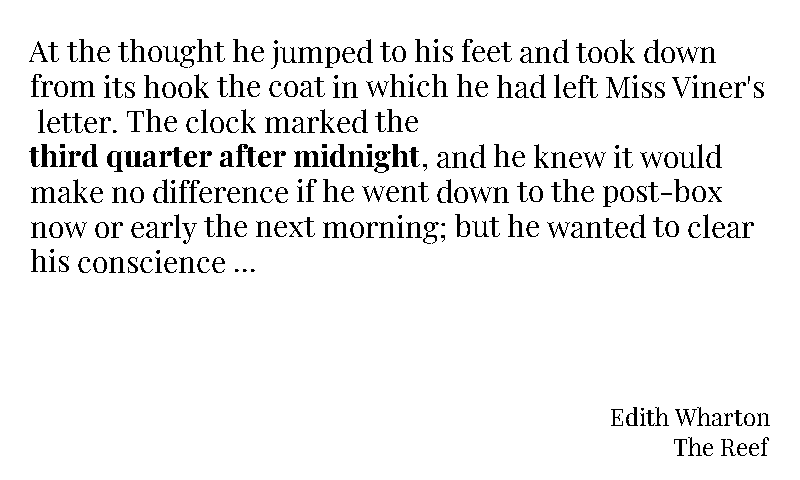 At the thought he jumped to his feet and took down
from its hook the coat in which he had left Miss Viner's
letter. The clock marked the
third quarter after midnight, and he knew it would
make no difference if he went down to the post-box
now or early the next morning; but he wanted to clear
his conscience ...
Edith Wharton
The Reef